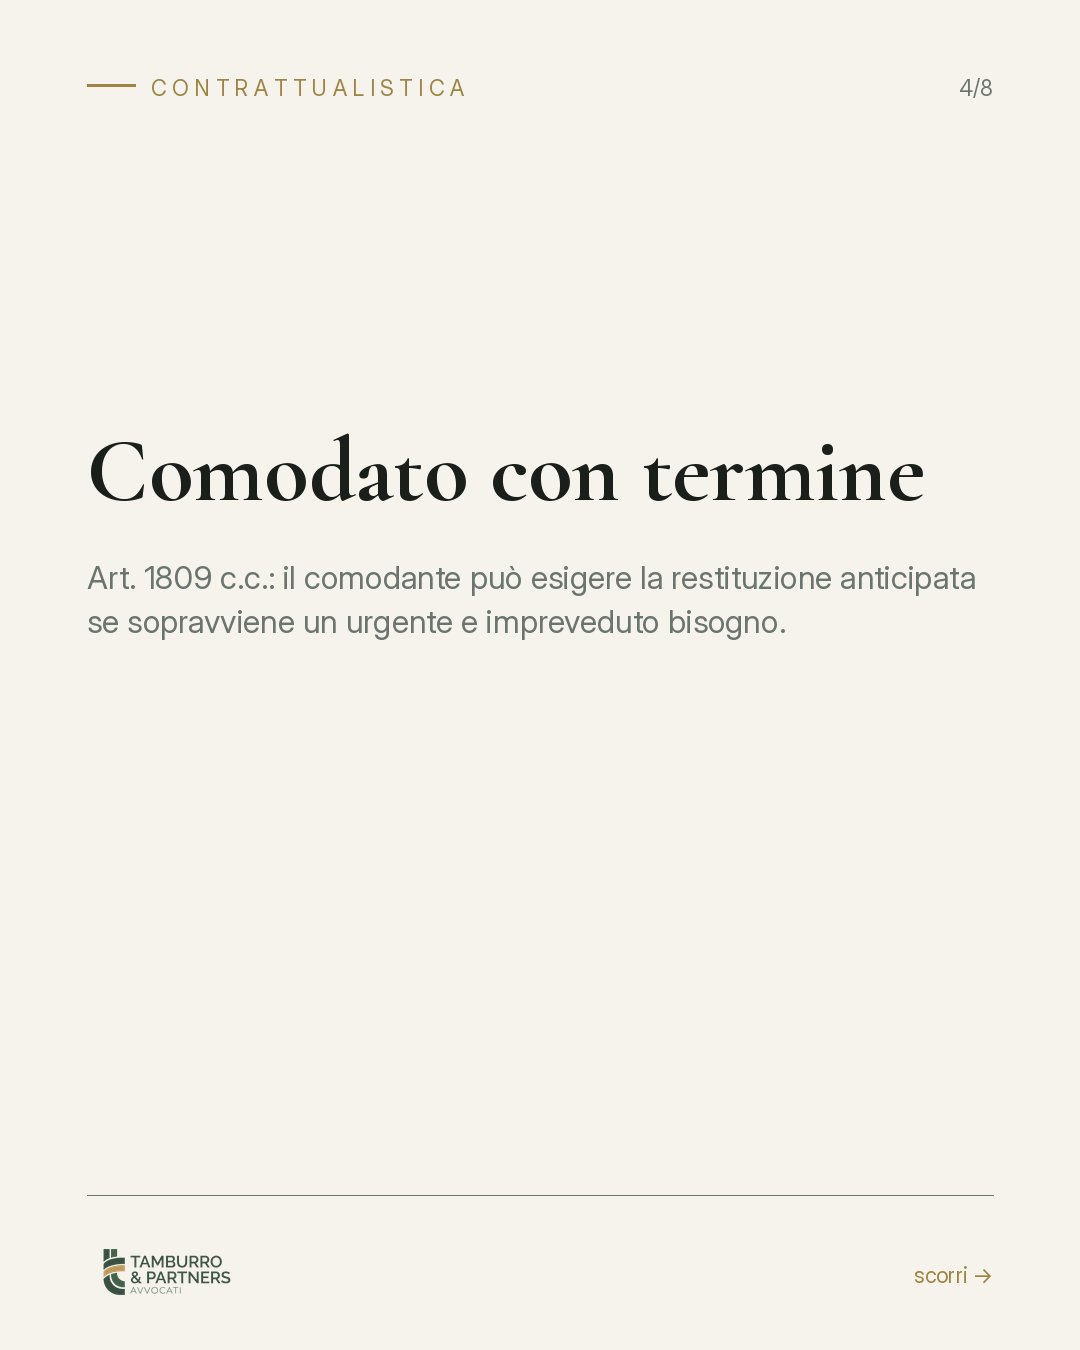 CONTRATTUALISTICA
4/8
Comodato con termine
Art. 1809 c.c.: il comodante può esigere la restituzione anticipata
se sopravviene un urgente e impreveduto bisogno.
TAMBURRO
& PARTNERS
AVVOCATI
scorri →